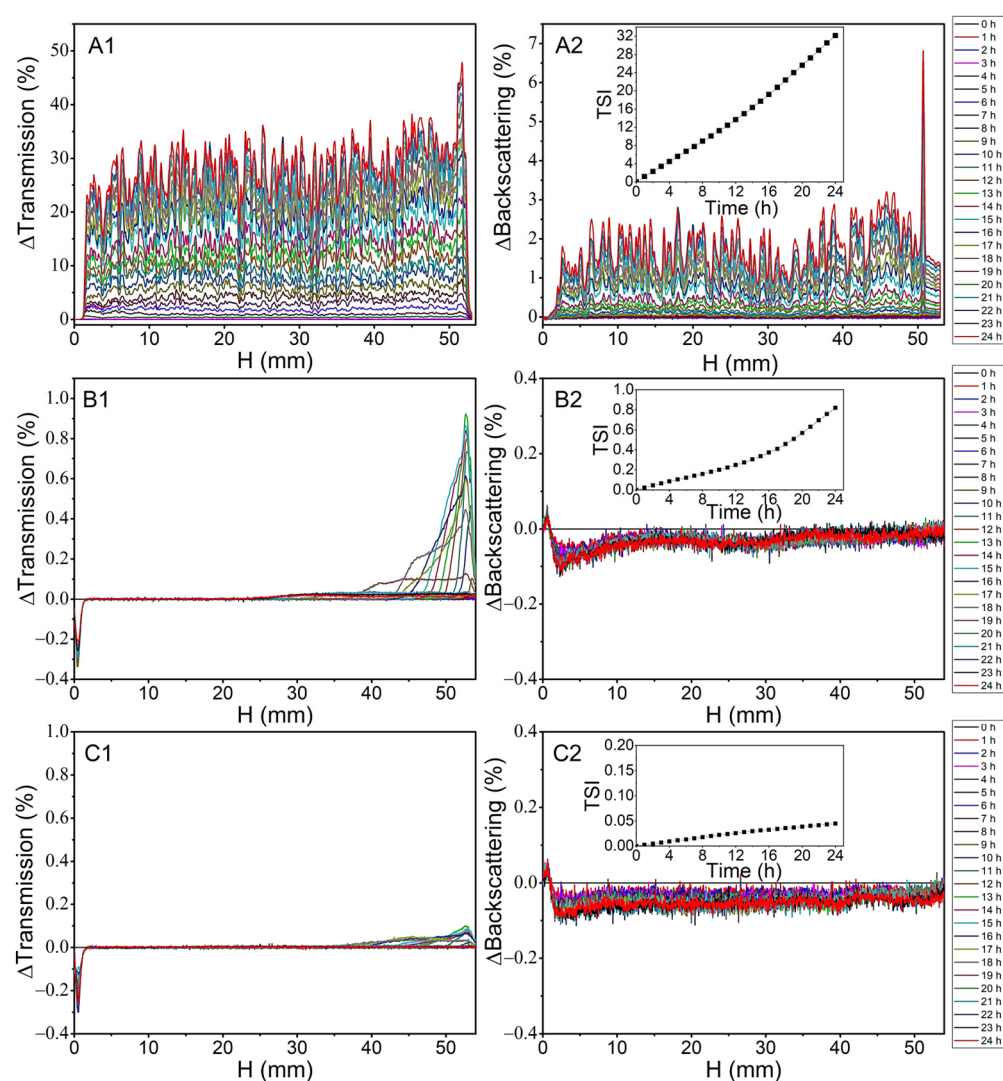 A1
ΔTransmission (%)
50
40
30
20
10
0
0 10 20 30 40 50
H (mm)
A2
ΔBackscattering (%)
7
6
5
4
3
2
1
0
0 10 20 30 40 50
H (mm)
TSI
32
28
24
20
16
12
8
4
0
0 4 8 12 16 20 24
Time (h)
0 h
1 h
2 h
3 h
4 h
5 h
6 h
7 h
8 h
9 h
10 h
11 h
12 h
13 h
14 h
15 h
16 h
17 h
18 h
19 h
20 h
21 h
22 h
23 h
24 h
B1
ΔTransmission (%)
1.0
0.8
0.6
0.4
0.2
0.0
–0.2
–0.4
0 10 20 30 40 50
H (mm)
B2
ΔBackscattering (%)
0.4
0.2
0.0
–0.2
–0.4
0 10 20 30 40 50
H (mm)
TSI
1.0
0.8
0.6
0.4
0.2
0.0
0 4 8 12 16 20 24
Time (h)
0 h
1 h
2 h
3 h
4 h
5 h
6 h
7 h
8 h
9 h
10 h
11 h
12 h
13 h
14 h
15 h
16 h
17 h
18 h
19 h
20 h
21 h
22 h
23 h
24 h
C1
ΔTransmission (%)
1.0
0.8
0.6
0.4
0.2
0.0
–0.2
–0.4
0 10 20 30 40 50
H (mm)
C2
ΔBackscattering (%)
0.4
0.2
0.0
–0.2
–0.4
0 10 20 30 40 50
H (mm)
TSI
0.20
0.15
0.10
0.05
0.00
0 4 8 12 16 20 24
Time (h)
0 h
1 h
2 h
3 h
4 h
5 h
6 h
7 h
8 h
9 h
10 h
11 h
12 h
13 h
14 h
15 h
16 h
17 h
18 h
19 h
20 h
21 h
22 h
23 h
24 h